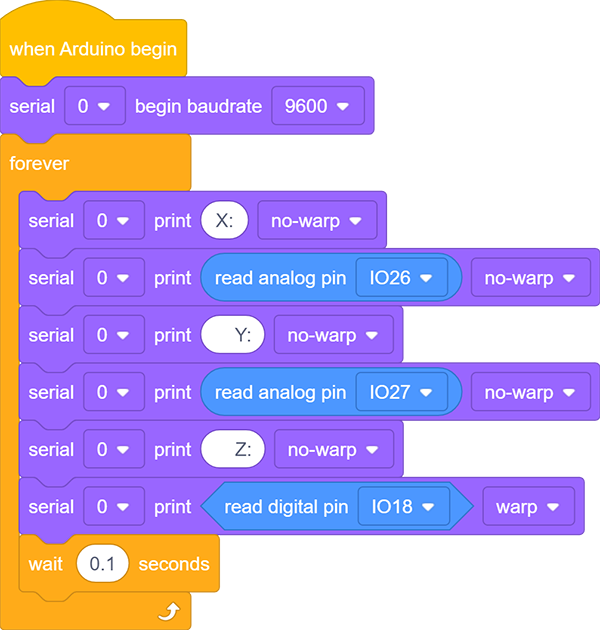 when Arduino begin
serial 0 begin baudrate 9600
forever
serial 0 print X: no-warp
serial 0 print read analog pin IO26 no-warp
serial 0 print Y: no-warp
serial 0 print read analog pin IO27 no-warp
serial 0 print Z: no-warp
serial 0 print read digital pin IO18 warp
wait 0.1 seconds